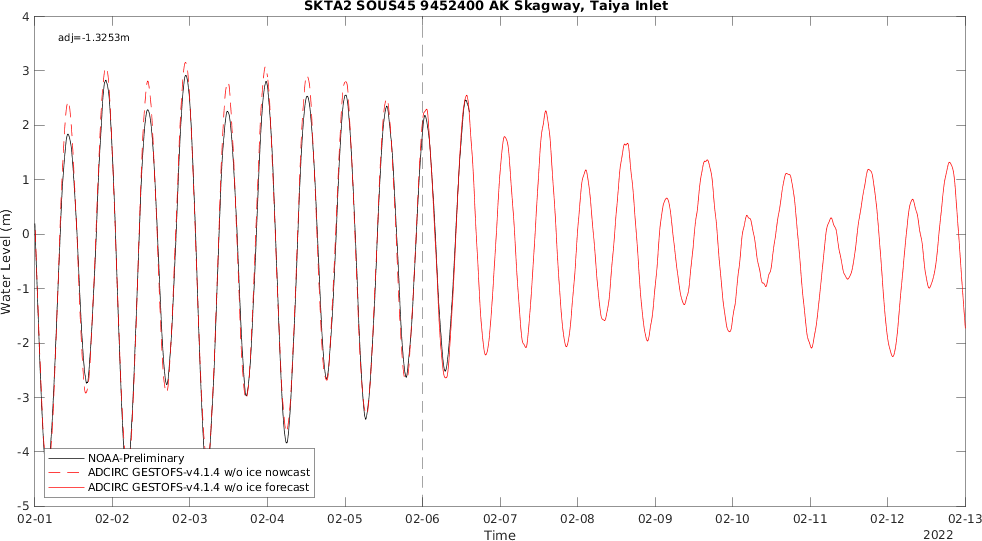 SKTA2 SOUS45 9452400 AK Skagway, Taiya Inlet
adj=-1.3253m
4
3
2
1
0
-1
-2
-3
-4
-5
Water Level (m)
NOAA-Preliminary
ADCIRC GESTOFS-v4.1.4 w/o ice nowcast
ADCIRC GESTOFS-v4.1.4 w/o ice forecast
02-01 02-02 02-03 02-04 02-05 02-06 02-07 02-08 02-09 02-10 02-11 02-12 02-13
Time
2022